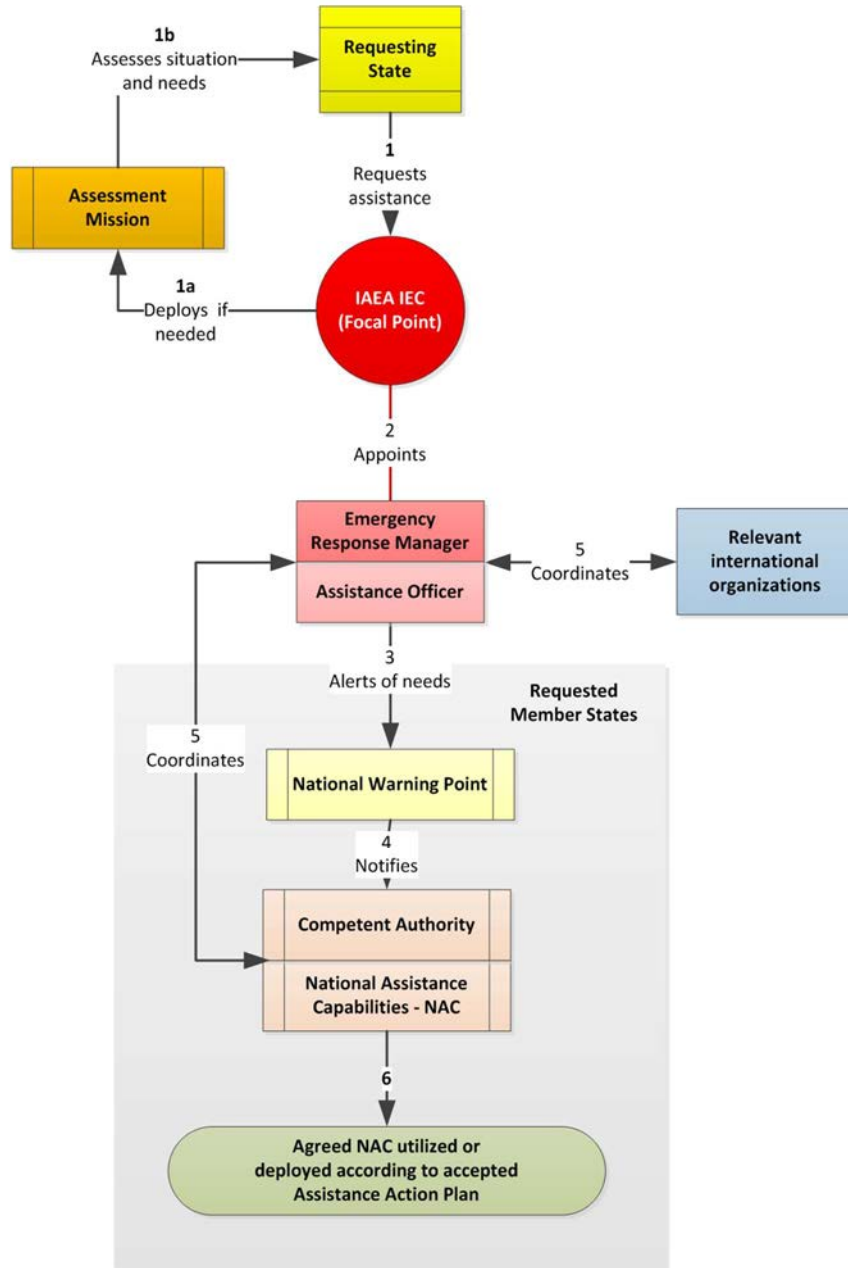 1b
Assesses situation
and needs
Requesting
State
1
Requests
assistance
Assessment
Mission
1a
Deploys if
needed
IAEA IEC
(Focal Point)
2
Appoints
Emergency
Response Manager
Assistance Officer
5
Coordinates
Relevant
international
organizations
3
Alerts of needs
Requested
Member States
5
Coordinates
National Warning Point
4
Notifies
Competent Authority
National Assistance
Capabilities - NAC
6
Agreed NAC utilized or
deployed according to accepted
Assistance Action Plan